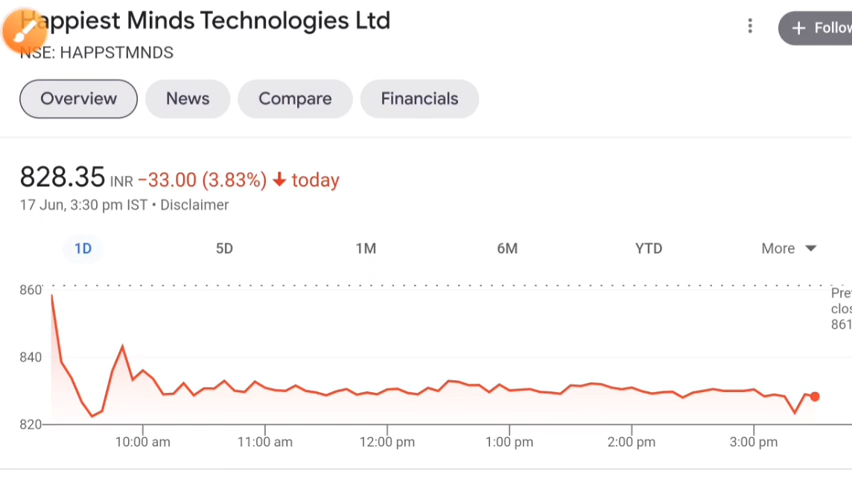 Happiest Minds Technologies Ltd
NSE: HAPPSTMNDS
+ Follow
Overview News Compare Financials
828.35 INR −33.00 (3.83%) ↓ today
17 Jun, 3:30 pm IST • Disclaimer
1D 5D 1M 6M YTD More
860
840
820
10:00 am 11:00 am 12:00 pm 1:00 pm 2:00 pm 3:00 pm